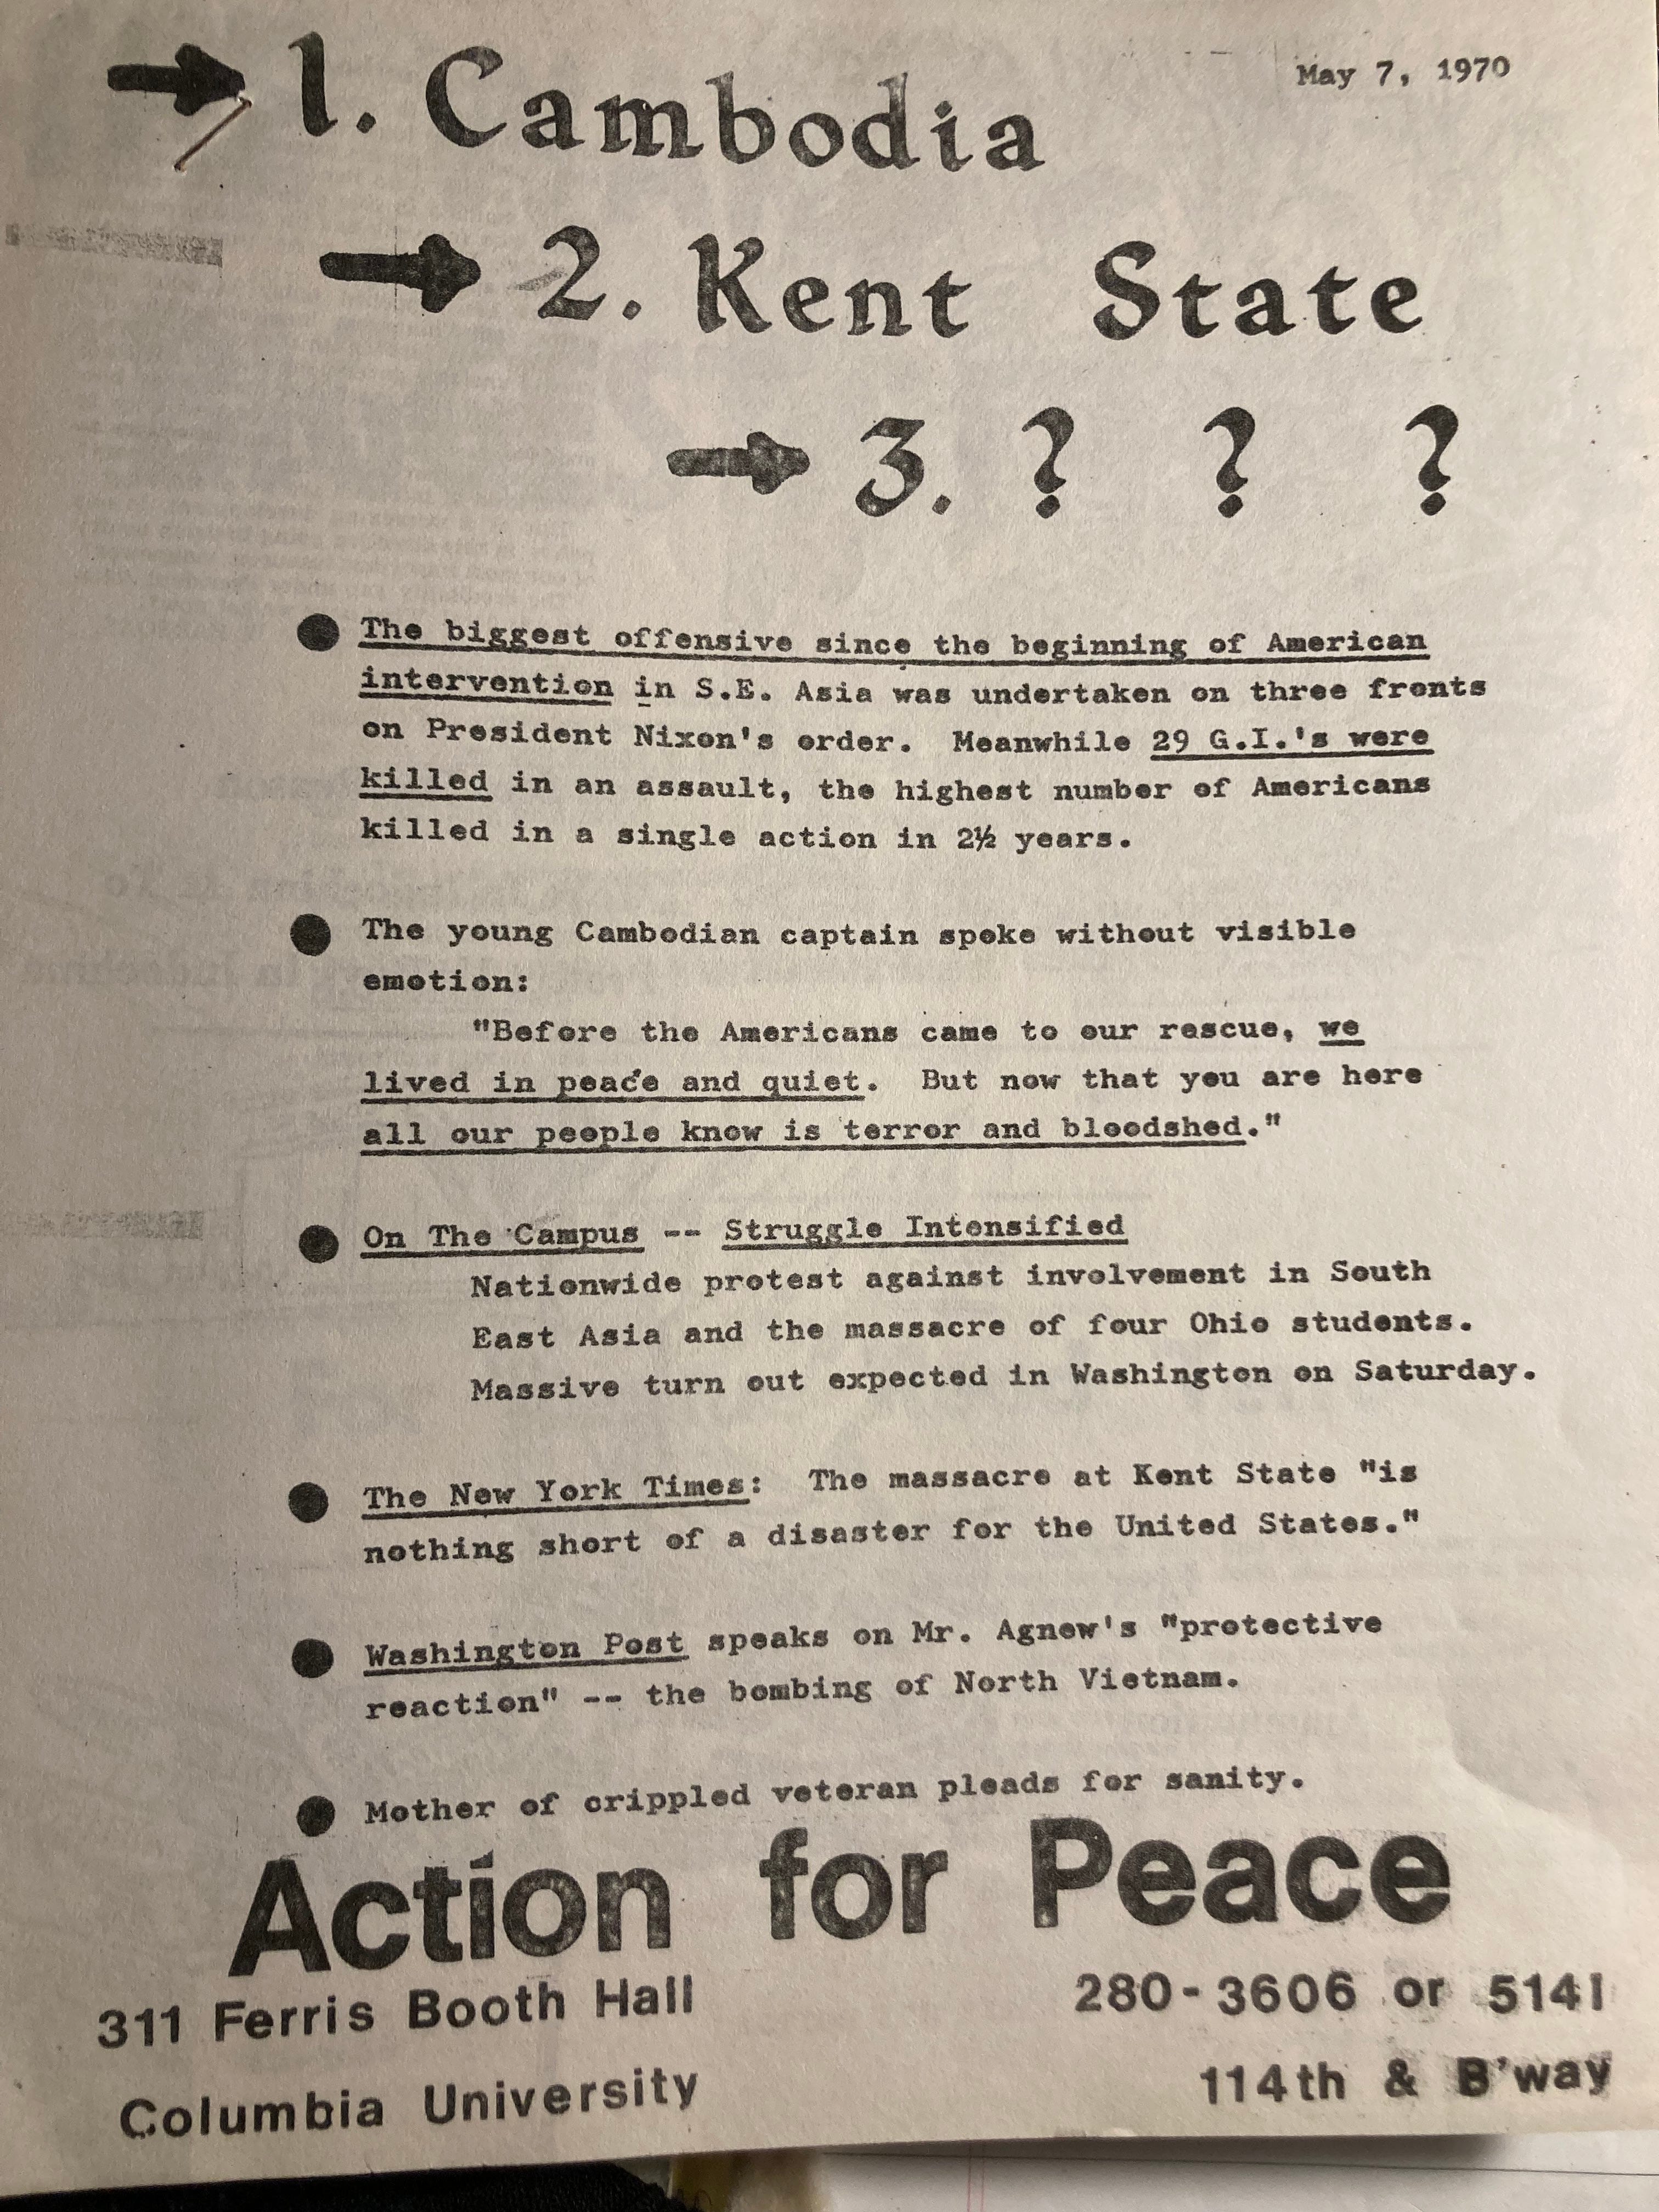 May 7, 1970
1. Cambodia
2. Kent State
3. ? ? ?
The biggest offensive since the beginning of American
intervention in S.E. Asia was undertaken on three fronts
on President Nixon's order. Meanwhile 29 G.I.'s were
killed in an assault, the highest number of Americans
killed in a single action in 2½ years.
The young Cambodian captain spoke without visible
emotion:
"Before the Americans came to our rescue, we
lived in peace and quiet. But now that you are here
all our people know is terror and bloodshed."
On The Campus -- Struggle Intensified
Nationwide protest against involvement in South
East Asia and the massacre of four Ohio students.
Massive turn out expected in Washington on Saturday.
The New York Times: The massacre at Kent State "is
nothing short of a disaster for the United States."
Washington Post speaks on Mr. Agnew's "protective
reaction" -- the bombing of North Vietnam.
Mother of crippled veteran pleads for sanity.
Action for Peace
311 Ferris Booth Hall 280-3606 or 5141
Columbia University 114th & B'way